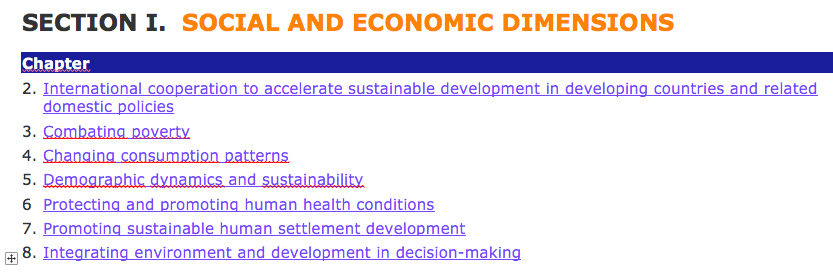 SECTION I. SOCIAL AND ECONOMIC DIMENSIONS
Chapter
2. International cooperation to accelerate sustainable development in developing countries and related
domestic policies
3. Combating poverty
4. Changing consumption patterns
5. Demographic dynamics and sustainability
6 Protecting and promoting human health conditions
7. Promoting sustainable human settlement development
8. Integrating environment and development in decision-making